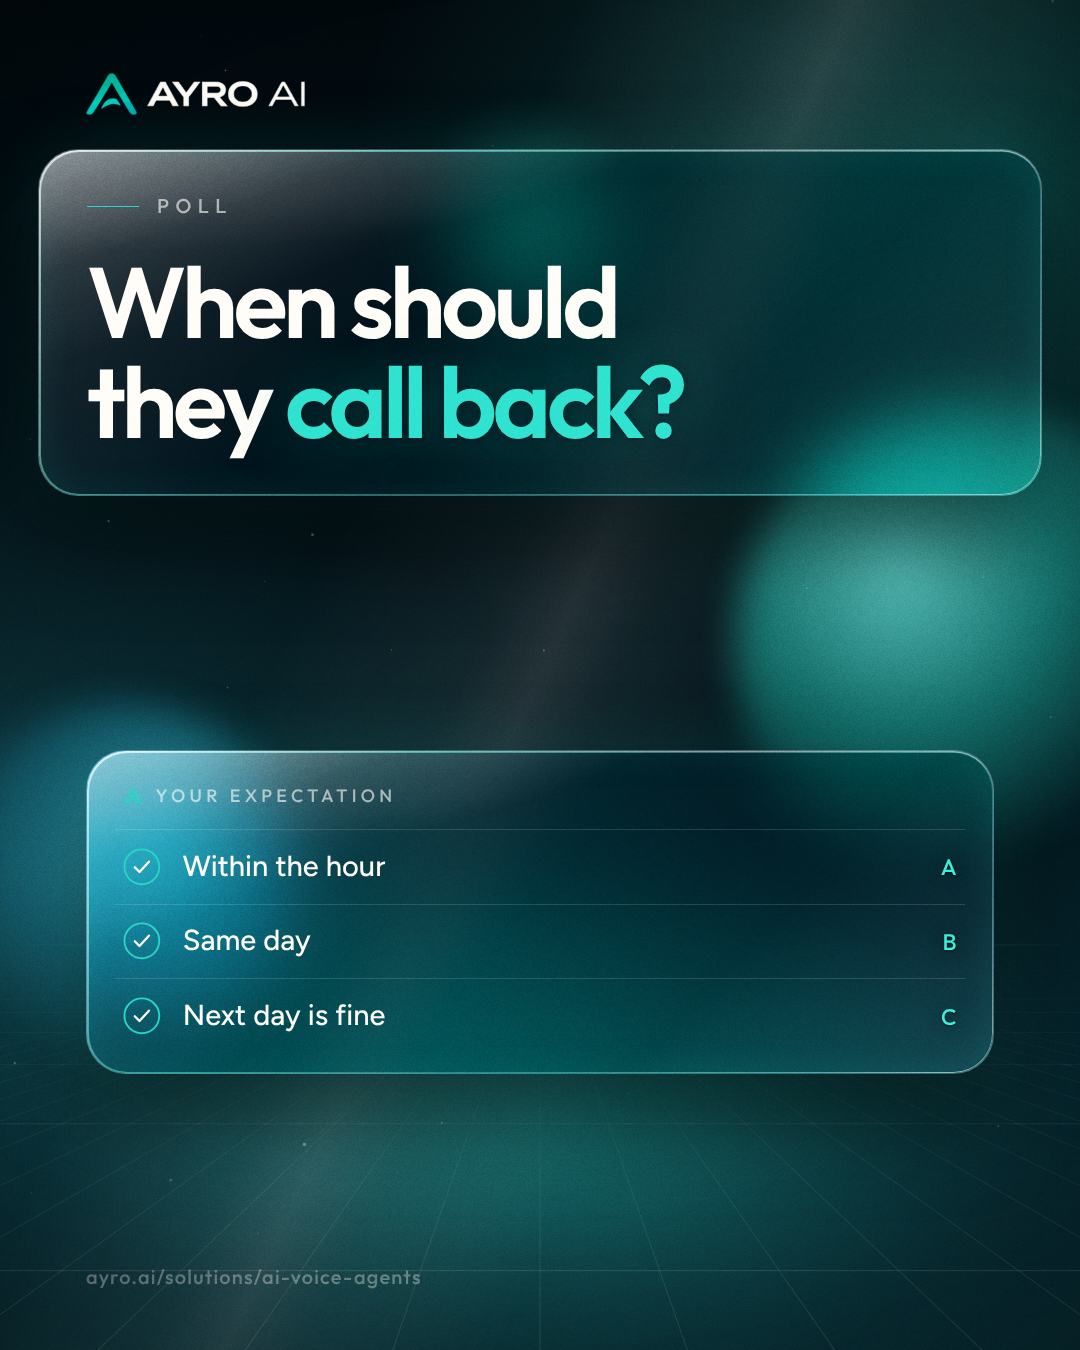 AYRO AI
POLL
When should
they call back?
YOUR EXPECTATION
Within the hour A
Same day B
Next day is fine C
ayro.ai/solutions/ai-voice-agents